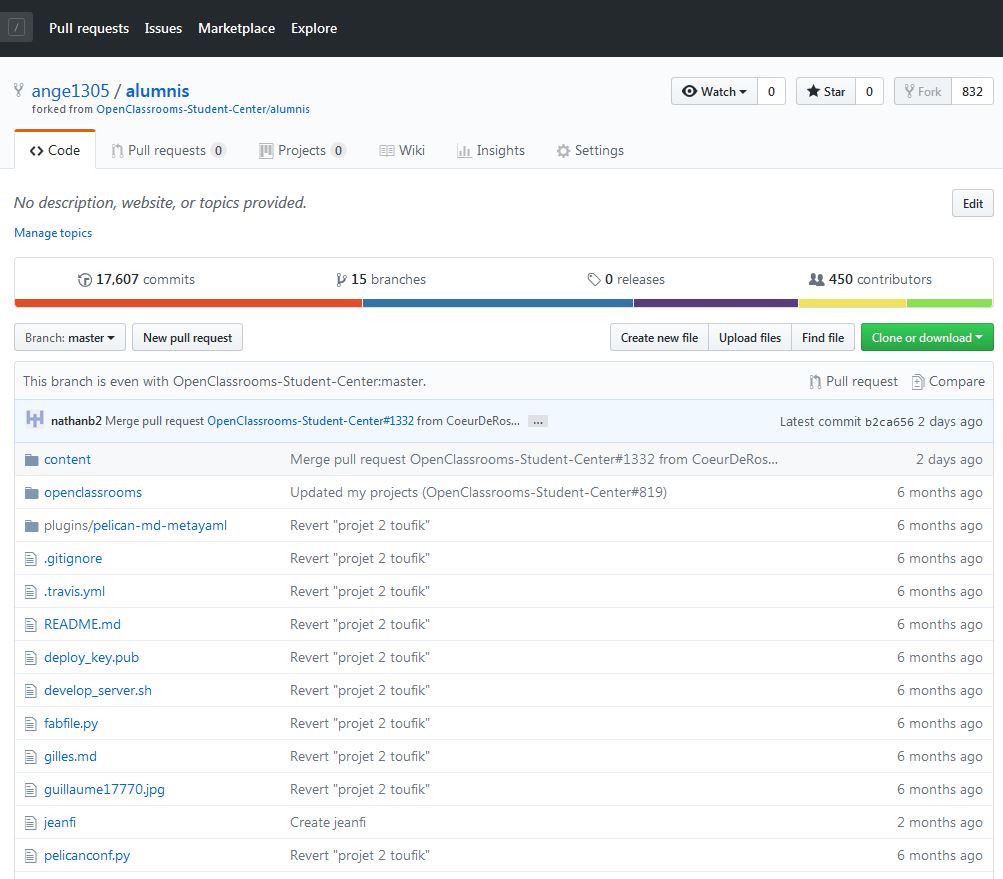 / Pull requests Issues Marketplace Explore
ange1305 / alumnis Watch 0 Star 0 Fork 832
forked from OpenClassrooms-Student-Center/alumnis
<> Code Pull requests 0 Projects 0 Wiki Insights Settings
No description, website, or topics provided. Edit
Manage topics
17,607 commits 15 branches 0 releases 450 contributors
Branch: master New pull request Create new file Upload files Find file Clone or download
This branch is even with OpenClassrooms-Student-Center:master. Pull request Compare
nathanb2 Merge pull request OpenClassrooms-Student-Center#1332 from CoeurDeRos... ... Latest commit b2ca656 2 days ago
content Merge pull request OpenClassrooms-Student-Center#1332 from CoeurDeRos... 2 days ago
openclassrooms Updated my projects (OpenClassrooms-Student-Center#819) 6 months ago
plugins/pelican-md-metayaml Revert "projet 2 toufik" 6 months ago
.gitignore Revert "projet 2 toufik" 6 months ago
.travis.yml Revert "projet 2 toufik" 6 months ago
README.md Revert "projet 2 toufik" 6 months ago
deploy_key.pub Revert "projet 2 toufik" 6 months ago
develop_server.sh Revert "projet 2 toufik" 6 months ago
fabfile.py Revert "projet 2 toufik" 6 months ago
gilles.md Revert "projet 2 toufik" 6 months ago
guillaume17770.jpg Revert "projet 2 toufik" 6 months ago
jeanfi Create jeanfi 2 months ago
pelicanconf.py Revert "projet 2 toufik" 6 months ago